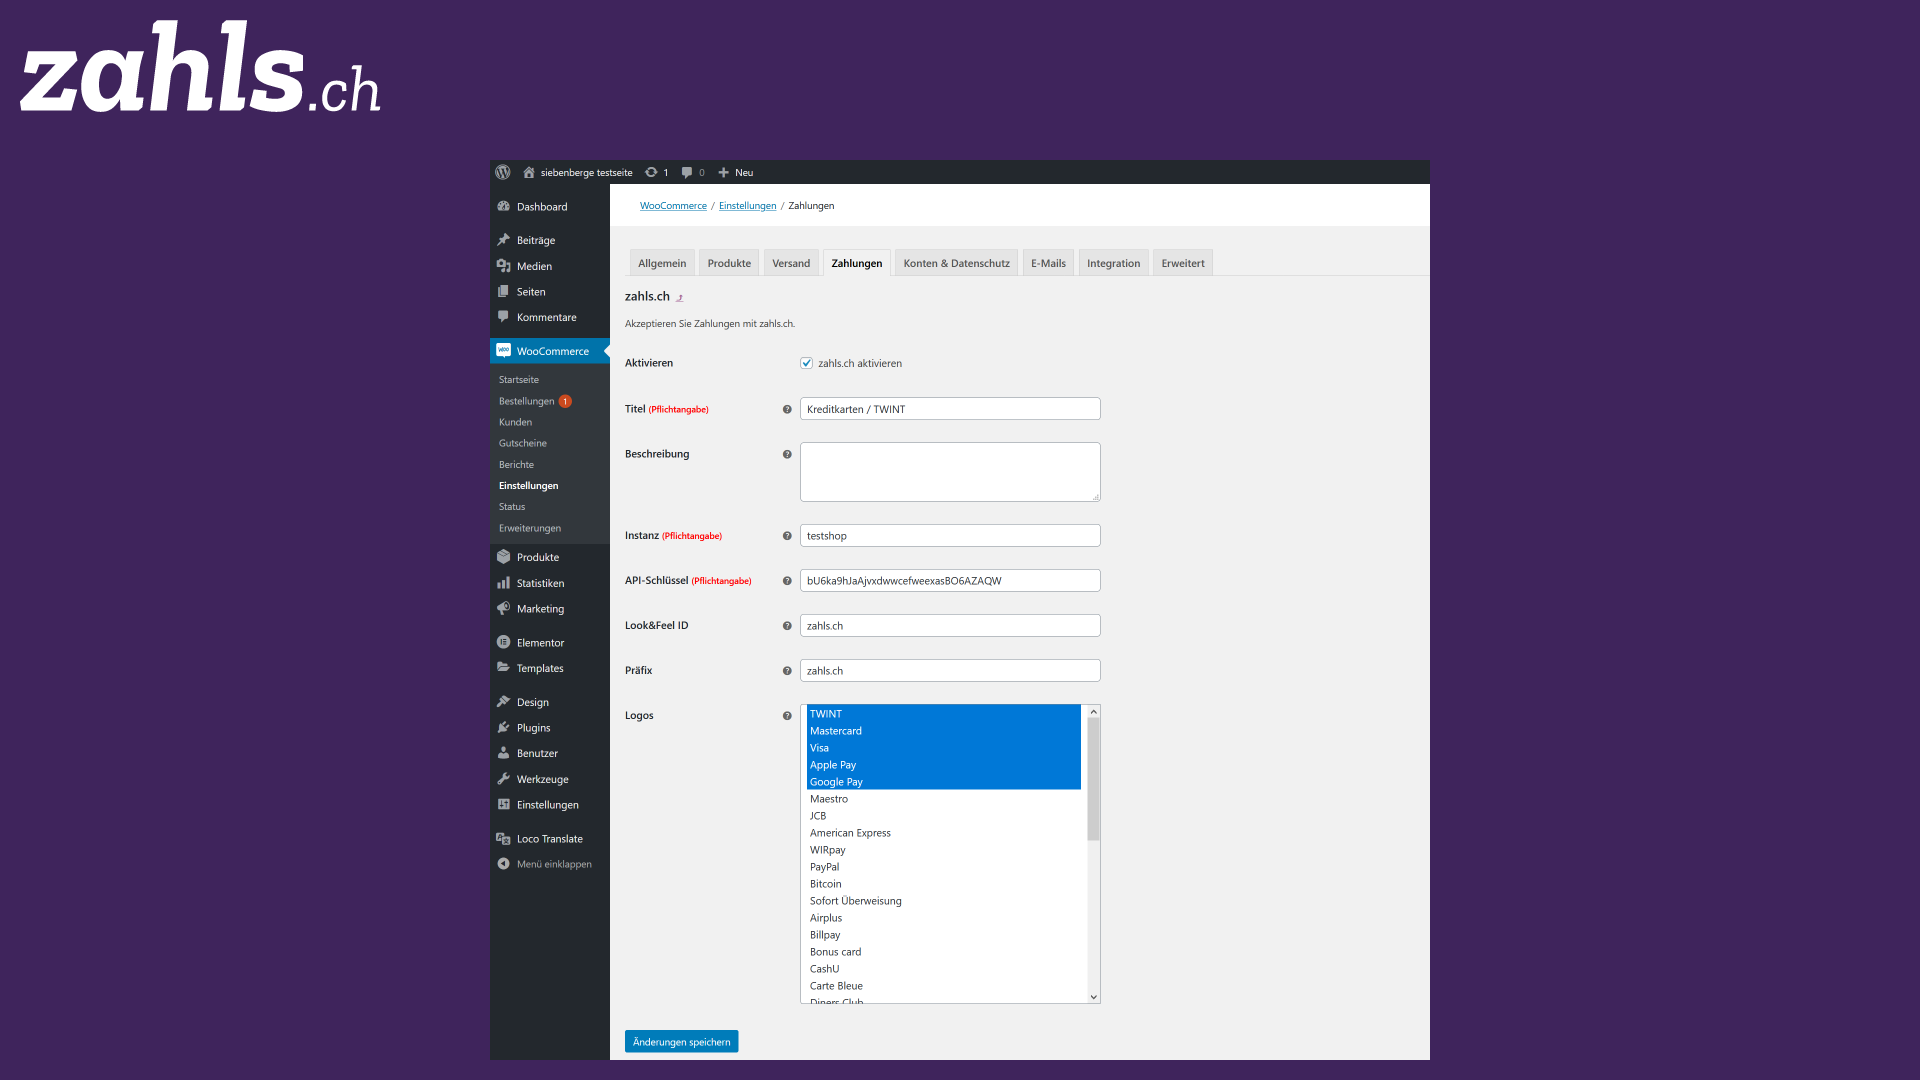 zahls.ch
siebenberge testseite 1 0 Neu
Dashboard
Beiträge
Medien
Seiten
Kommentare
WooCommerce
Startseite
Bestellungen 1
Kunden
Gutscheine
Berichte
Einstellungen
Status
Erweiterungen
Produkte
Statistiken
Marketing
Elementor
Templates
Design
Plugins
Benutzer
Werkzeuge
Einstellungen
Loco Translate
Menü einklappen
WooCommerce / Einstellungen / Zahlungen
Allgemein Produkte Versand Zahlungen Konten & Datenschutz E-Mails Integration Erweitert
zahls.ch
Akzeptieren Sie Zahlungen mit zahls.ch.
Aktivieren zahls.ch aktivieren
Titel (Pflichtangabe) Kreditkarten / TWINT
Beschreibung
Instanz (Pflichtangabe) testshop
API-Schlüssel (Pflichtangabe) bU6ka9hJaAjvxdwwcefweexasBO6AZAQW
Look&Feel ID zahls.ch
Präfix zahls.ch
Logos
TWINT
Mastercard
Visa
Apple Pay
Google Pay
Maestro
JCB
American Express
WIRpay
PayPal
Bitcoin
Sofort Überweisung
Airplus
Billpay
Bonus card
CashU
Carte Bleue
Diners Club
Änderungen speichern